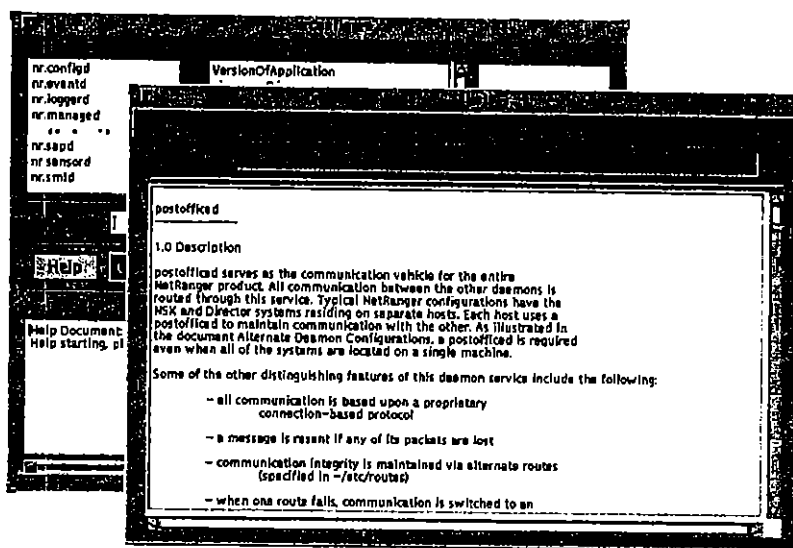 nr.configd
nr.eventd
nr.loggerd
nr.managed
nr.sapd
nr sensord
nr.smid
VersionOfApplication
Help
Help Document
Help starting, pl
postofficed
1.0 Description
postofficed serves as the communication vehicle for the entire
NetRanger product. All communication between the other daemons is
routed through this service. Typical NetRanger configurations have the
NSX and Director systems residing on separate hosts. Each host uses a
postofficed to maintain communication with the other. As illustrated in
the document Alternate Deamon Configurations, a postofficed is required
even when all of the systems are located on a single machine.
Some of the other distinguishing features of this daemon service include the following:
- all communication is based upon a proprietary
connection-based protocol
- a message is resent if any of its packets are lost
- communication integrity is maintained via alternate routes
(specified in ~/etc/routes)
- when one route fails, communication is switched to an